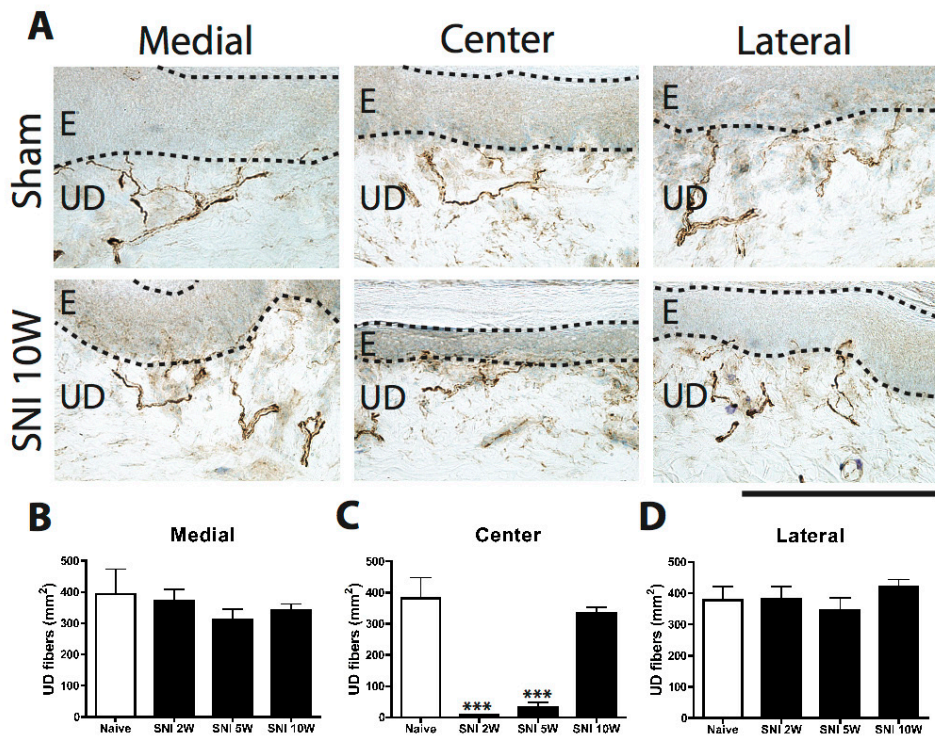 A
Medial Center Lateral
Sham
E E E
UD UD UD
SNI 10W
E E E
UD UD UD
B
Medial
UD fibers (mm²)
500
400
300
200
100
0
Naive SNI 2W SNI 5W SNI 10W
C
Center
UD fibers (mm²)
500
400
300
200
100
0
*** ***
Naive SNI 2W SNI 5W SNI 10W
D
Lateral
UD fibers (mm²)
500
400
300
200
100
0
Naive SNI 2W SNI 5W SNI 10W